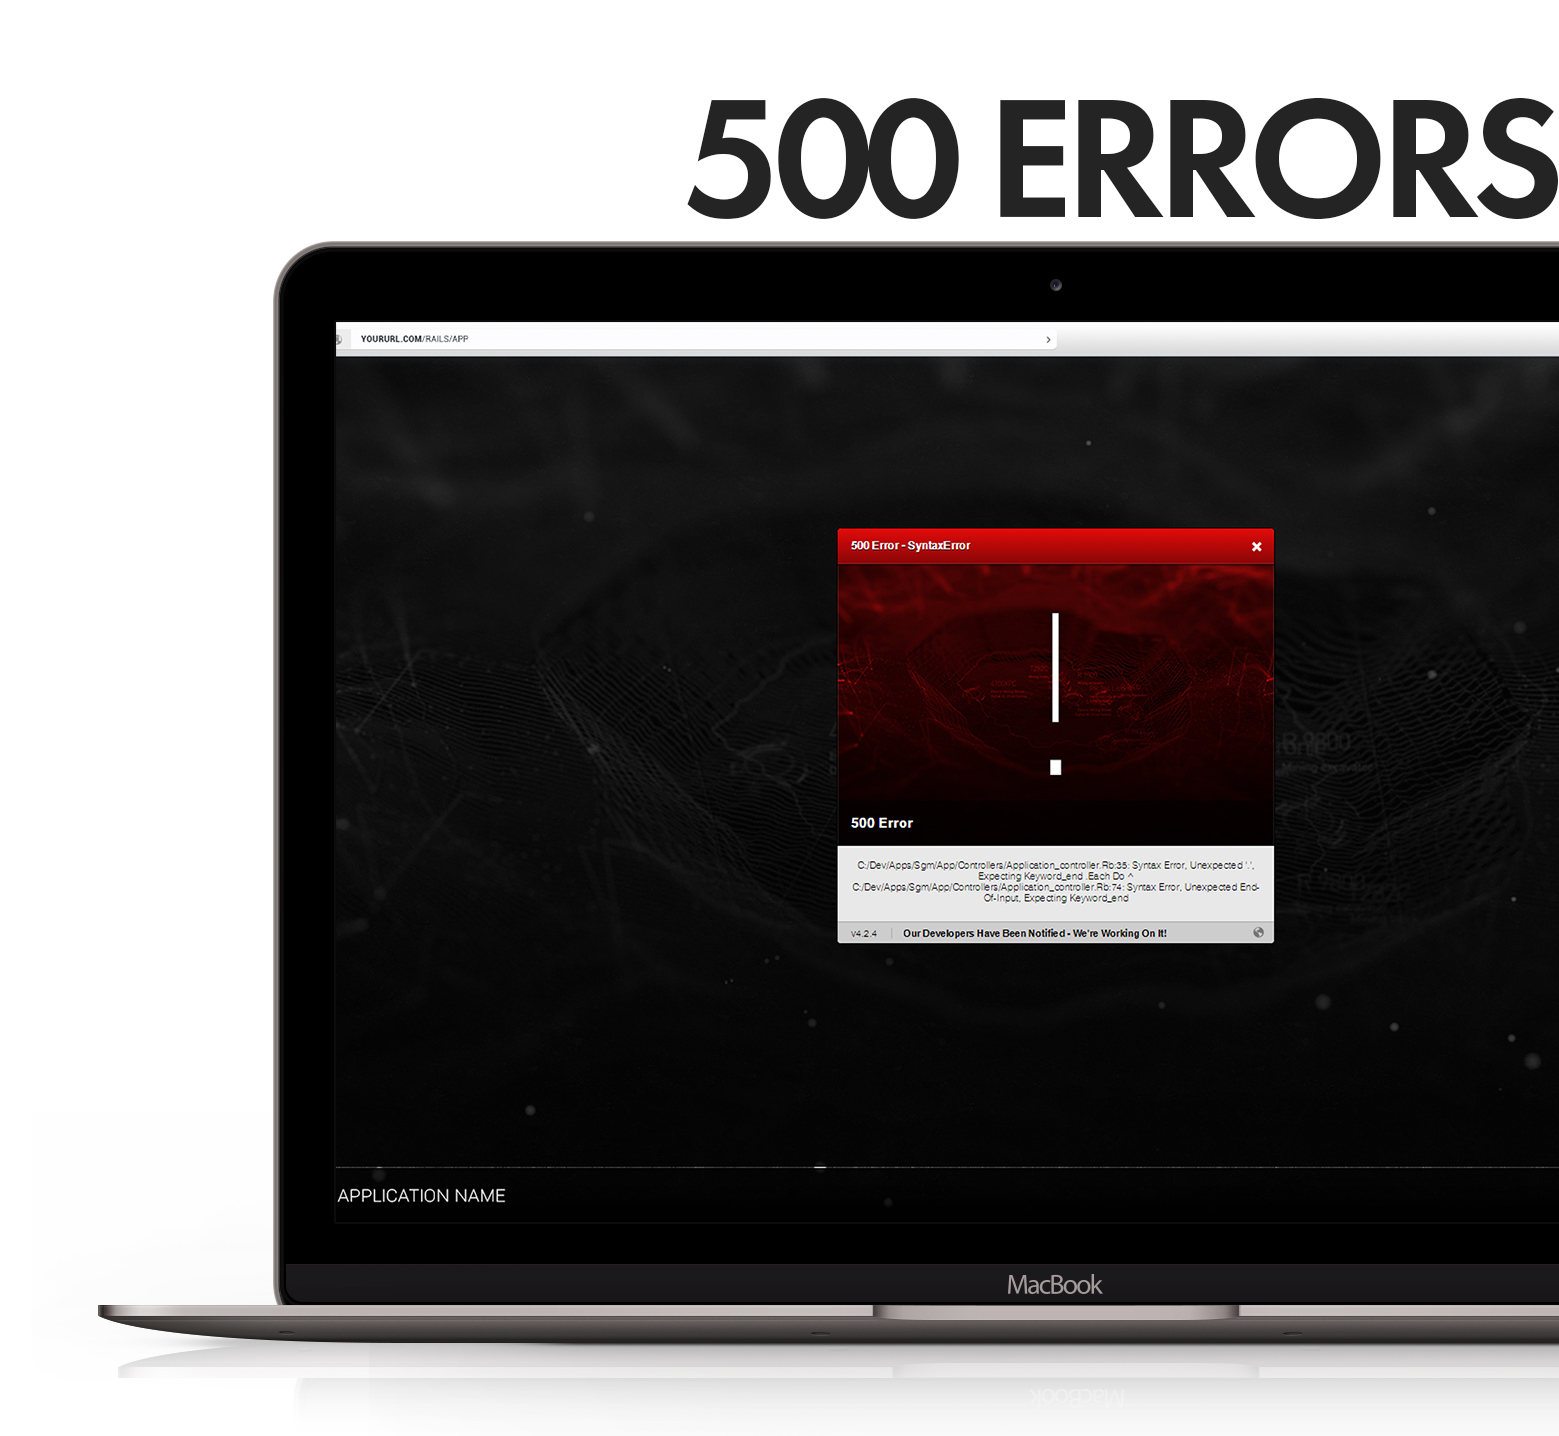 500 ERRORS
YOURURL.COM/RAILS/APP
500 Error - SyntaxError
500 Error
C:/Dev/Apps/Sgm/App/Controllers/Application_controller.Rb:35: Syntax Error, Unexpected '.',
Expecting Keyword_end .Each Do ^
C:/Dev/Apps/Sgm/App/Controllers/Application_controller.Rb:74: Syntax Error, Unexpected End-
Of-Input, Expecting Keyword_end
v4.2.4
Our Developers Have Been Notified - We're Working On It!
APPLICATION NAME
MacBook